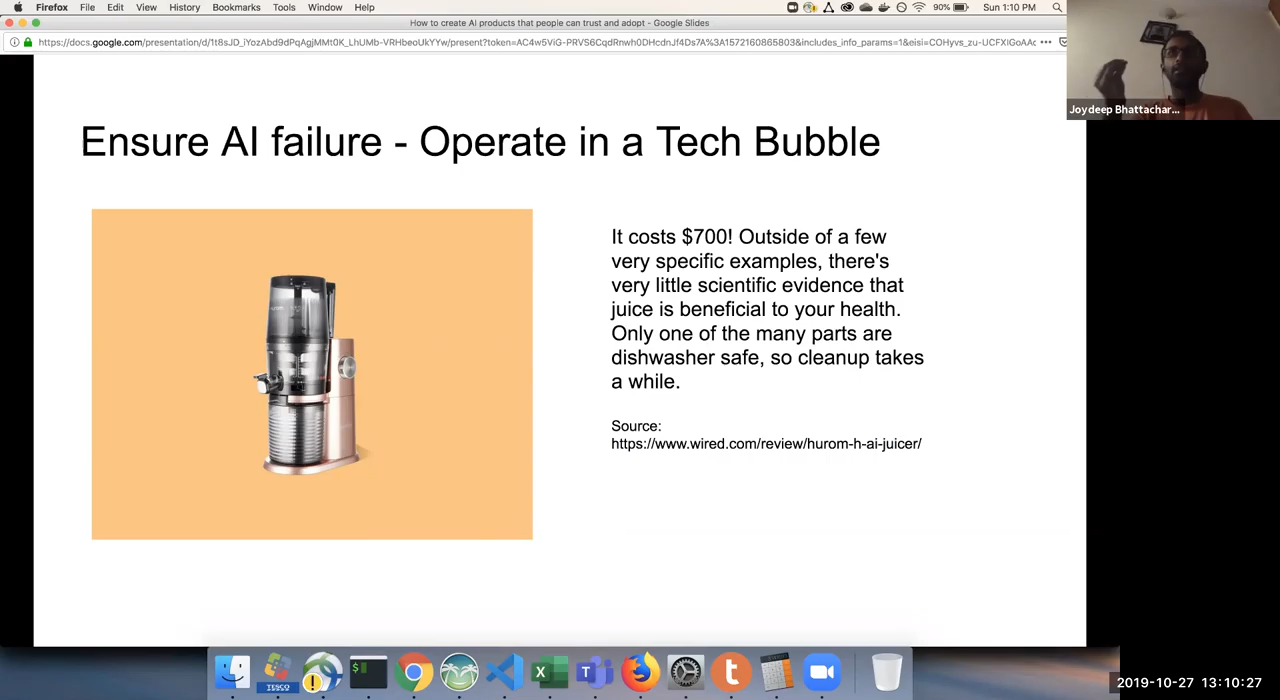 Firefox File Edit View History Bookmarks Tools Window Help 90% Sun 1:10 PM
How to create AI products that people can trust and adopt - Google Slides
Joydeep Bhattachar...
Ensure AI failure - Operate in a Tech Bubble
It costs $700! Outside of a few
very specific examples, there's
very little scientific evidence that
juice is beneficial to your health.
Only one of the many parts are
dishwasher safe, so cleanup takes
a while.
Source:
https://www.wired.com/review/hurom-h-ai-juicer/
TESCO
2019-10-27 13:10:27